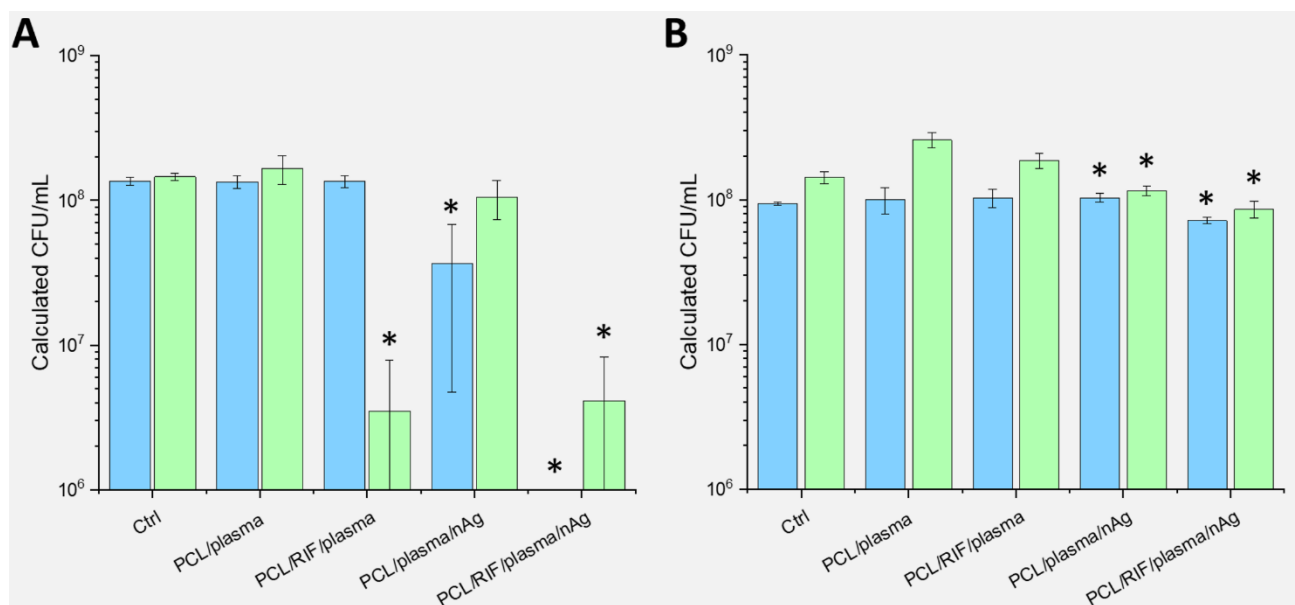 A
Calculated CFU/mL
10⁹
10⁸
10⁷
10⁶
*
*
*
*
Ctrl
PCL/plasma
PCL/RIF/plasma
PCL/plasma/nAg
PCL/RIF/plasma/nAg
B
Calculated CFU/mL
10⁹
10⁸
10⁷
10⁶
*
*
*
*
Ctrl
PCL/plasma
PCL/RIF/plasma
PCL/plasma/nAg
PCL/RIF/plasma/nAg